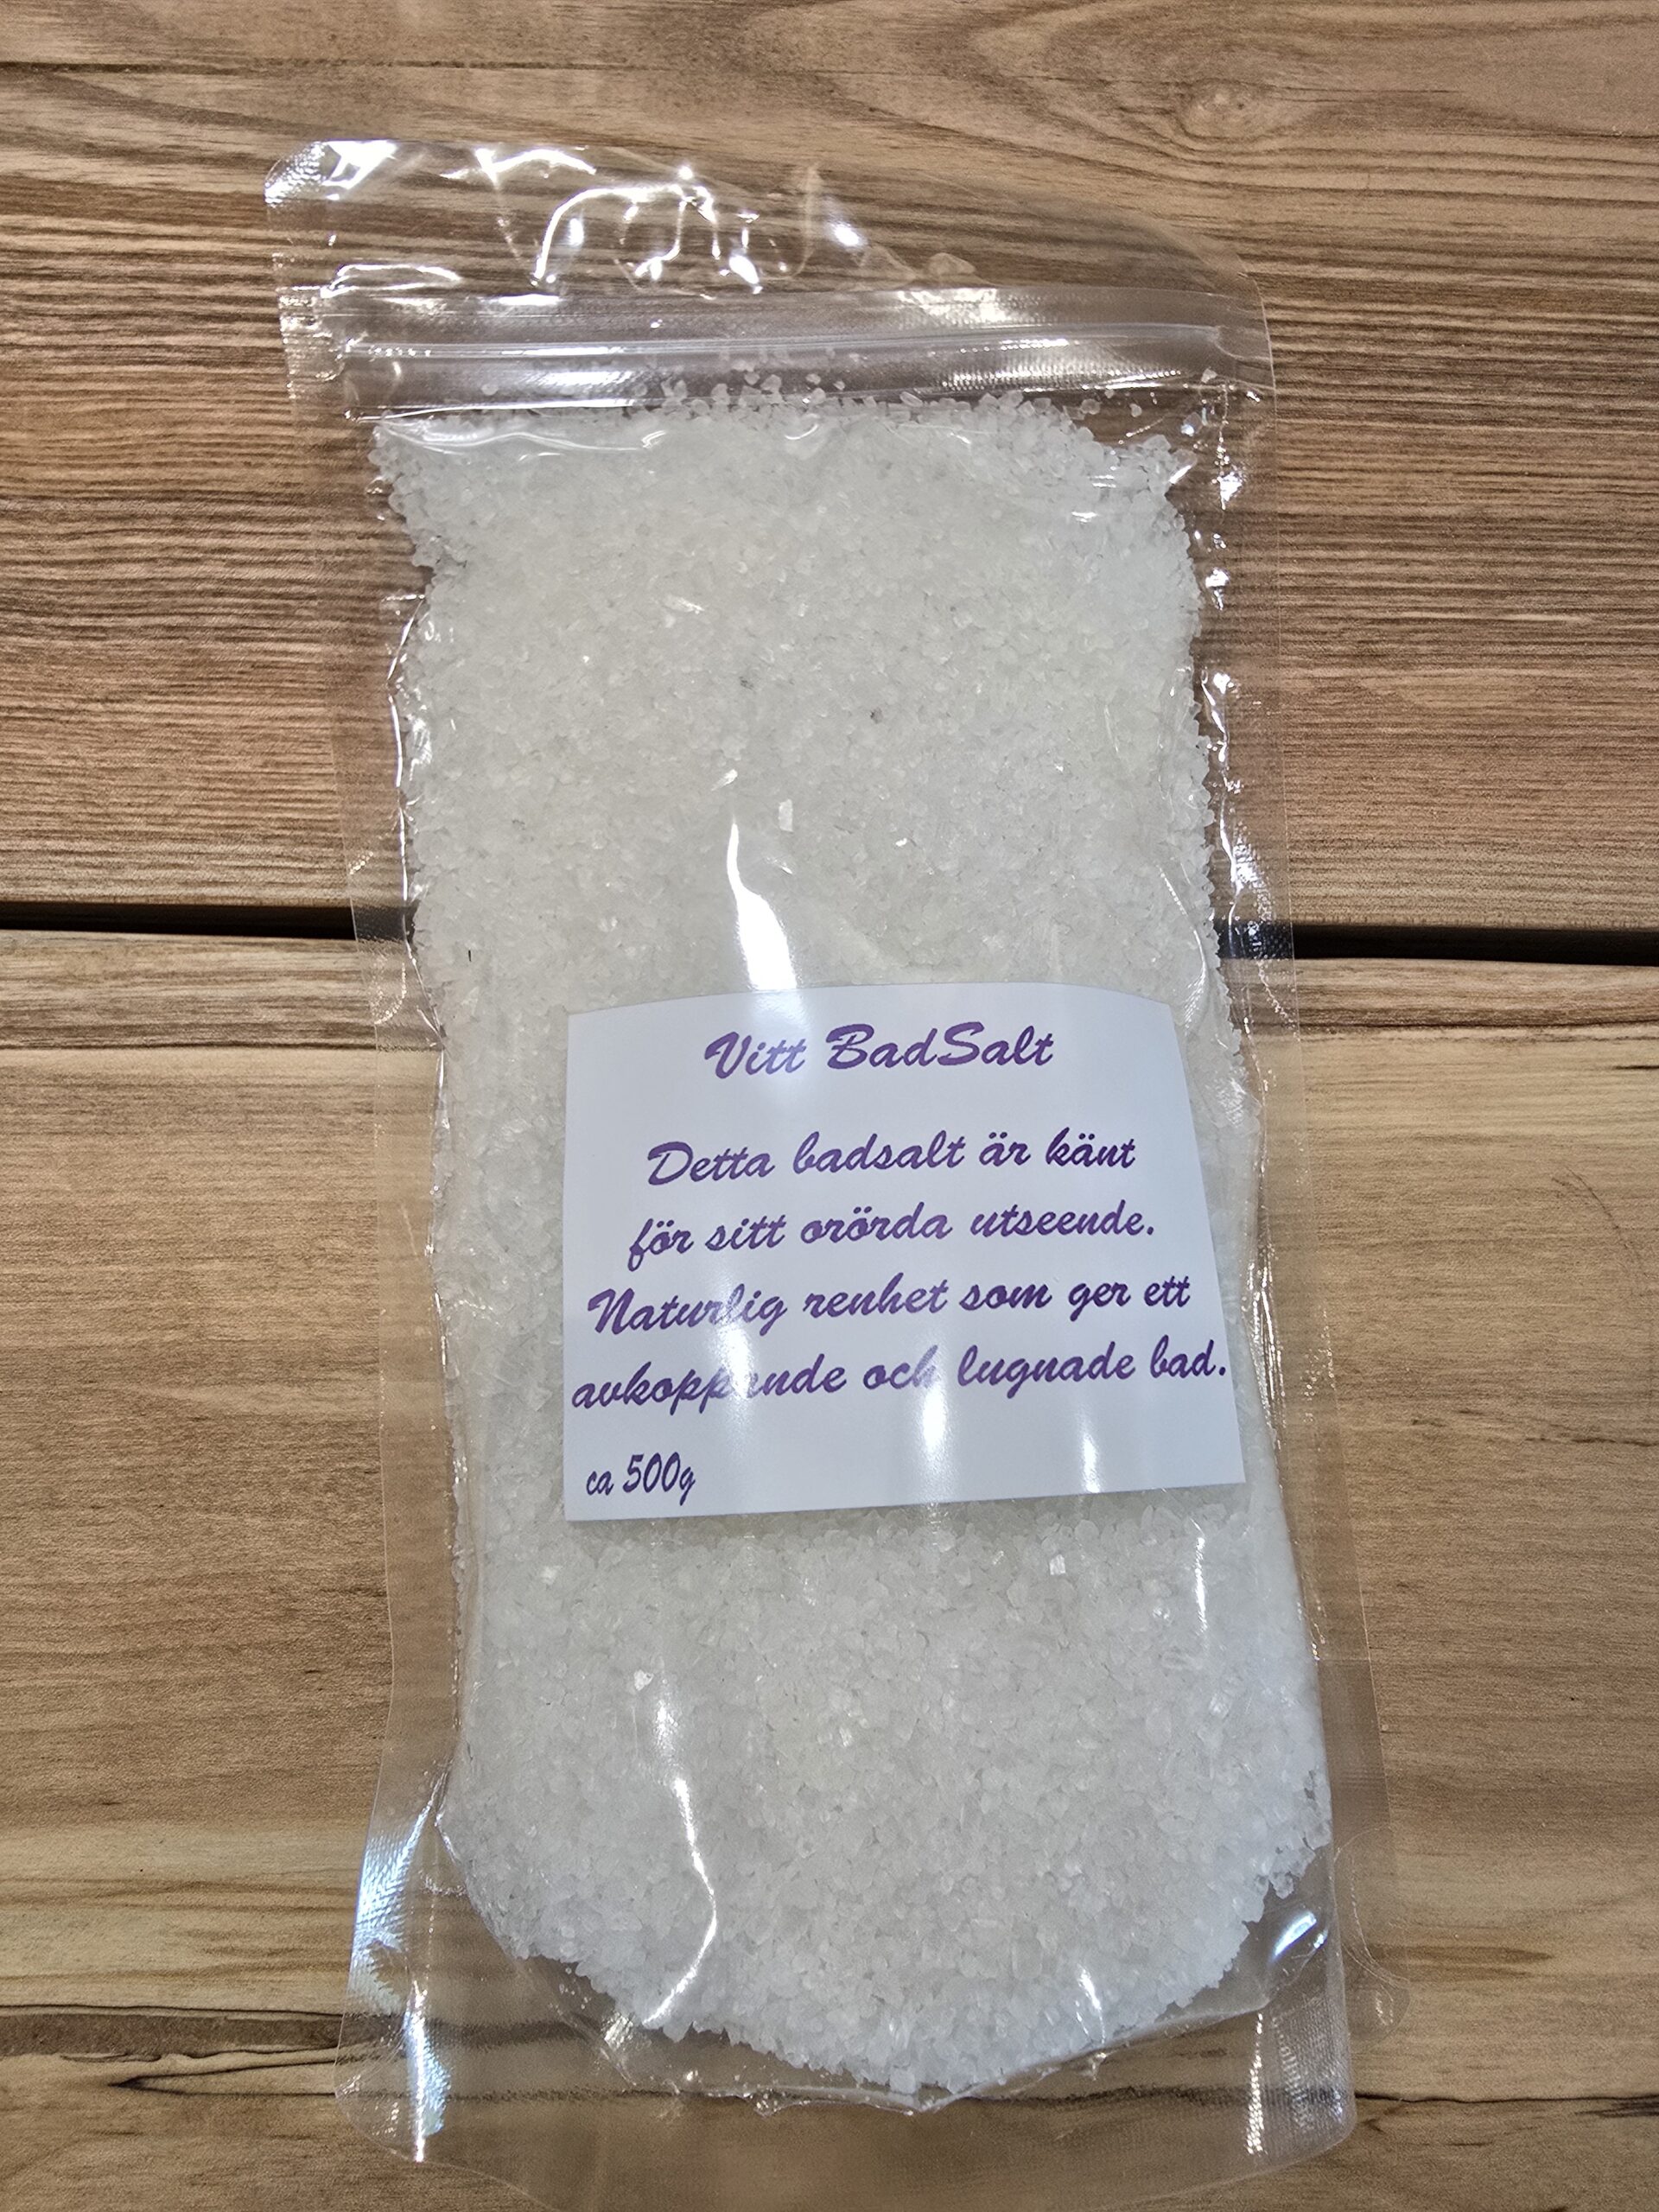 Vitt BadSalt
Detta badsalt är känt
för sitt orörda utseende.
Naturlig renhet som ger ett
avkoppande och lugnade bad.
ca 500g